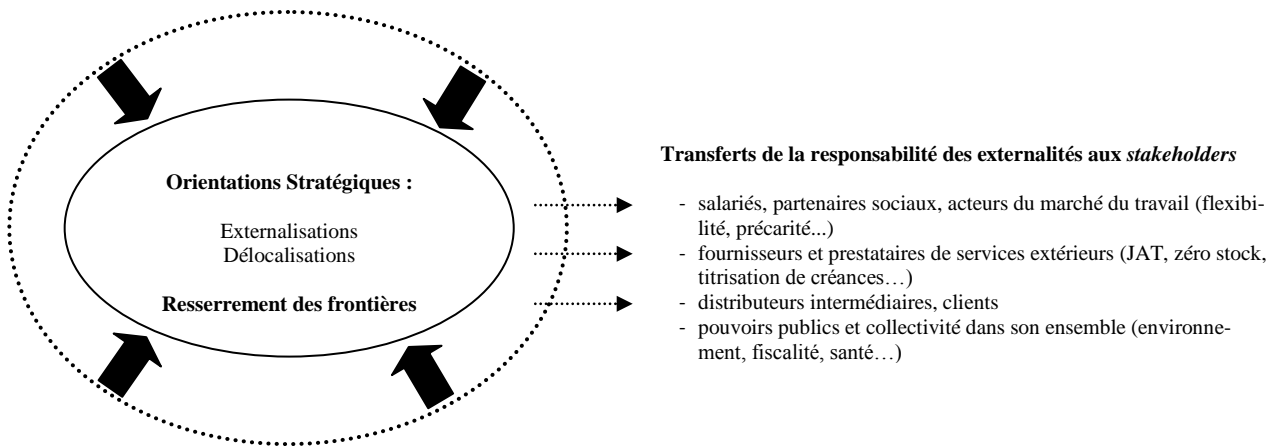 Orientations Stratégiques :
Externalisations
Délocalisations
Resserrement des frontières
Transferts de la responsabilité des externalités aux stakeholders
- salariés, partenaires sociaux, acteurs du marché du travail (flexibi-
lité, précarité...)
- fournisseurs et prestataires de services extérieurs (JAT, zéro stock,
titrisation de créances…)
- distributeurs intermédiaires, clients
- pouvoirs publics et collectivité dans son ensemble (environne-
ment, fiscalité, santé…)